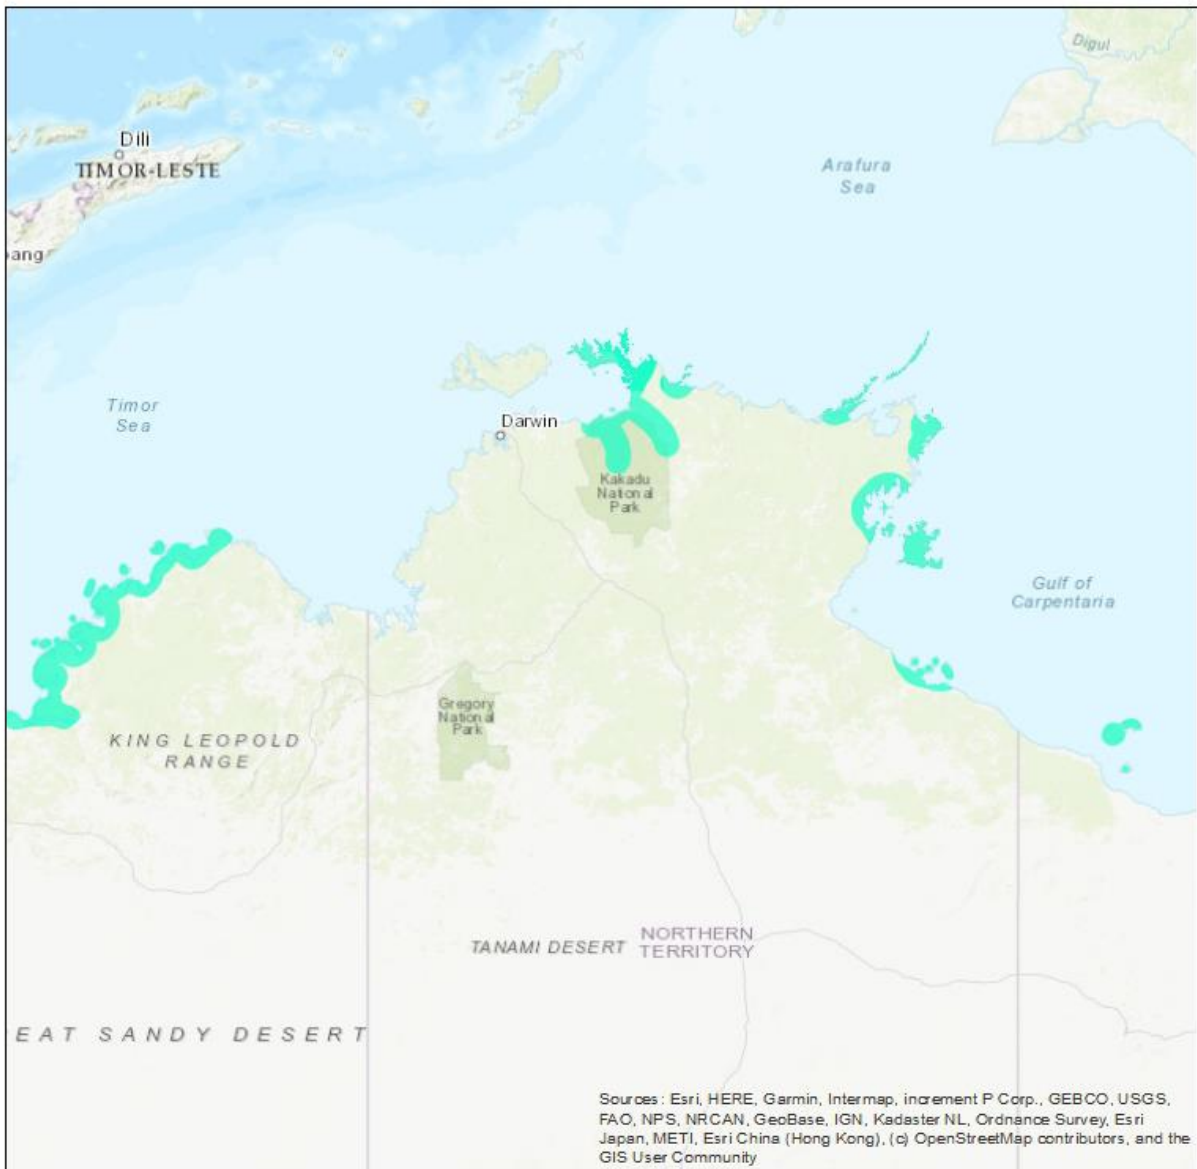 Digul
Dili
TIMOR-LESTE
Arafura
Sea
ang
Timor
Sea
Darwin
Kakadu
National
Park
Gulf of
Carpentaria
Gregory
National
Park
KING LEOPOLD
RANGE
TANAMI DESERT
NORTHERN
TERRITORY
EAT SANDY DESERT
Sources: Esri, HERE, Garmin, Intermap, increment P Corp., GEBCO, USGS,
FAO, NPS, NRCAN, GeoBase, IGN, Kadaster NL, Ordnance Survey, Esri
Japan, METI, Esri China (Hong Kong), (c) OpenStreetMap contributors, and the
GIS User Community